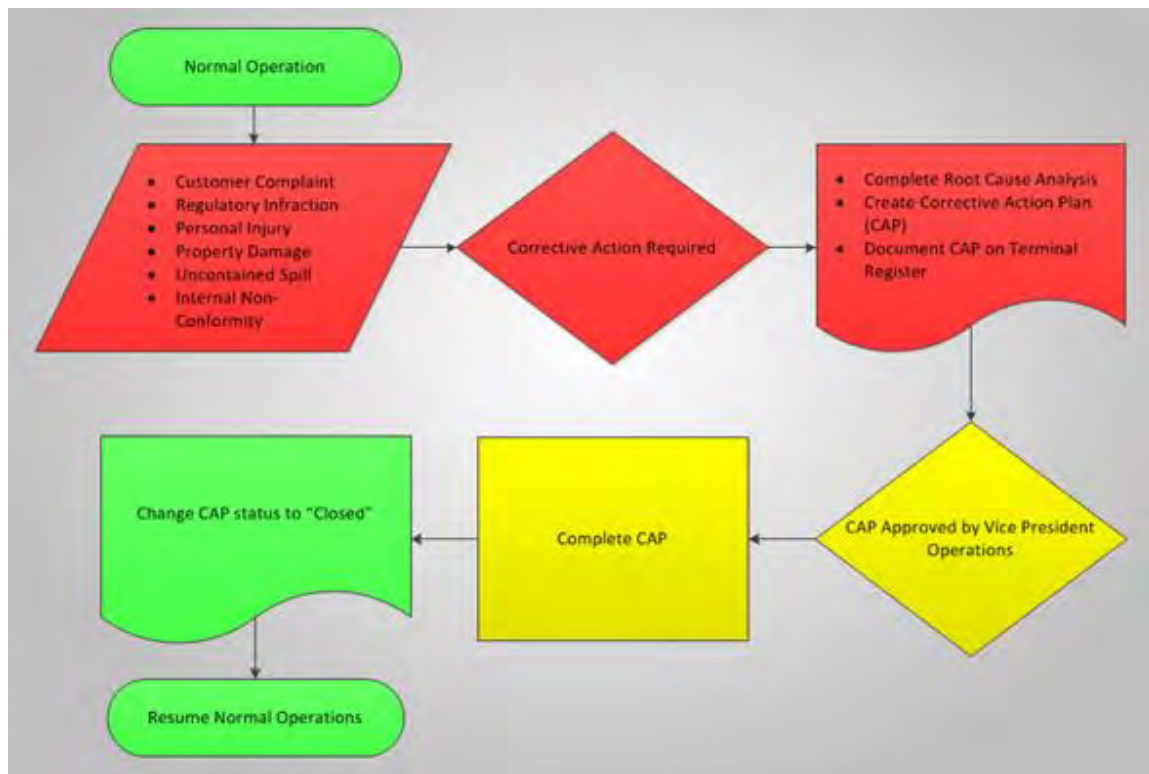 Normal Operation
• Customer Complaint
• Regulatory Infraction
• Personal Injury
• Property Damage
• Uncontained Spill
• Internal Non-
Conformity
Corrective Action Required
• Complete Root Cause Analysis
• Create Corrective Action Plan
(CAP)
• Document CAP on Terminal
Register
CAP Approved by Vice President
Operations
Complete CAP
Change CAP status to “Closed”
Resume Normal Operations